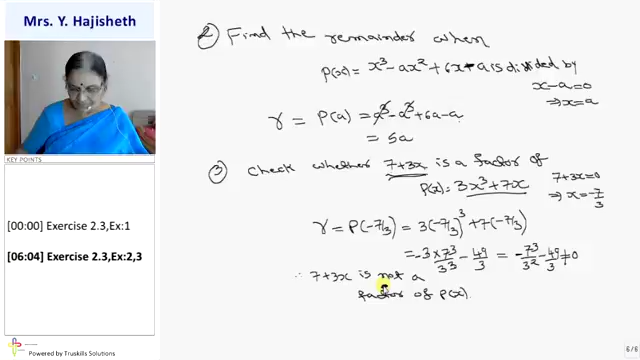 Mrs. Y. Hajisheth
KEY POINTS
[00:00] Exercise 2.3,Ex:1
[06:04] Exercise 2.3,Ex:2,3
Powered by Truskills Solutions
② Find the remainder when
P(x) = x³ - ax² + 6x - a is divided by
x - a = 0
⇒ x = a
r = P(a) = a³ - a³ + 6a - a
= 5a
③ Check whether 7+3x is a factor of
P(x) = 3x³ + 7x
7+3x=0
⇒ x = -7/3
r = P(-7/3) = 3(-7/3)³ + 7(-7/3)
= -3 × 7³/3³ - 49/3 = -7³/3² - 49/3 ≠ 0
∴ 7+3x is not a
factor of P(x).
6/6